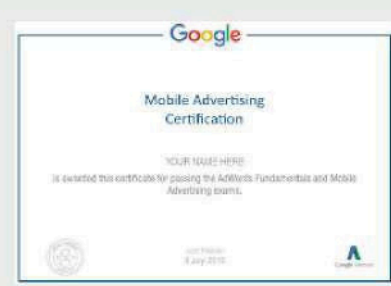 Google
Mobile Advertising
Certification
YOUR NAME HERE
is awarded this certificate for passing the AdWords Fundamentals and Mobile
Advertising exams.
Google